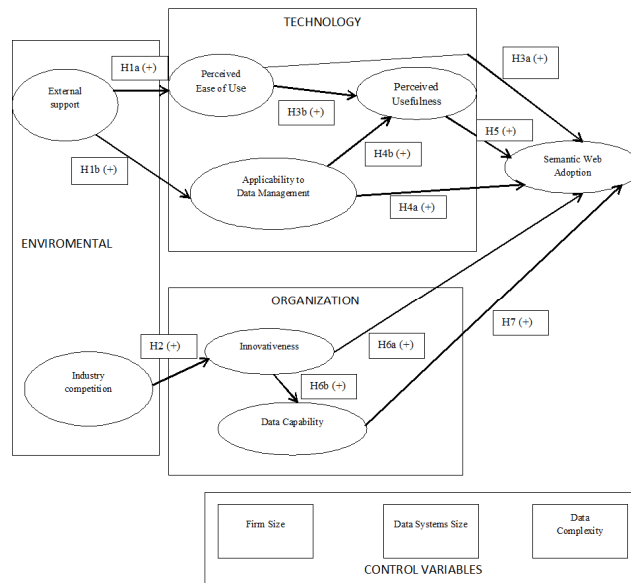 TECHNOLOGY
H1a (+)
Perceived
Ease of Use
H3a (+)
External
support
Perceived
Usefulness
H3b (+)
H5 (+)
H4b (+)
Semantic Web
Adoption
H1b (+)
Applicability to
Data Management
H4a (+)
ENVIROMENTAL
ORGANIZATION
H7 (+)
H2 (+)
Innovativeness
H6a (+)
Industry
competition
H6b (+)
Data Capability
Firm Size
Data Systems Size
Data
Complexity
CONTROL VARIABLES